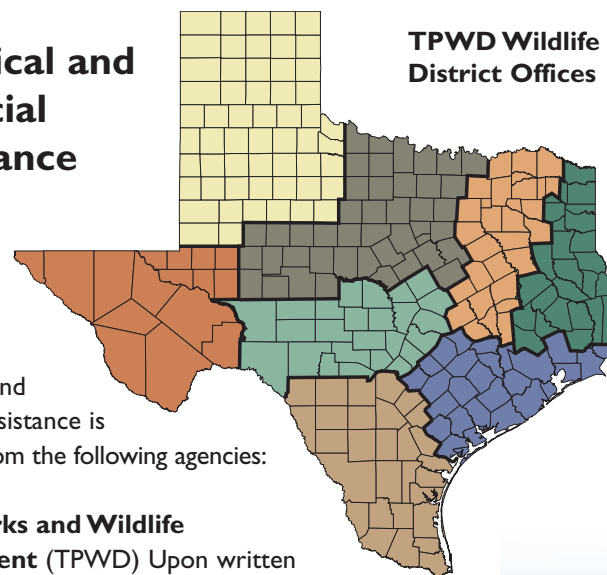 ical and
cial
ance
TPWD Wildlife
District Offices
nd
sistance is
om the following agencies:
rks and Wildlife
ent (TPWD) Upon written